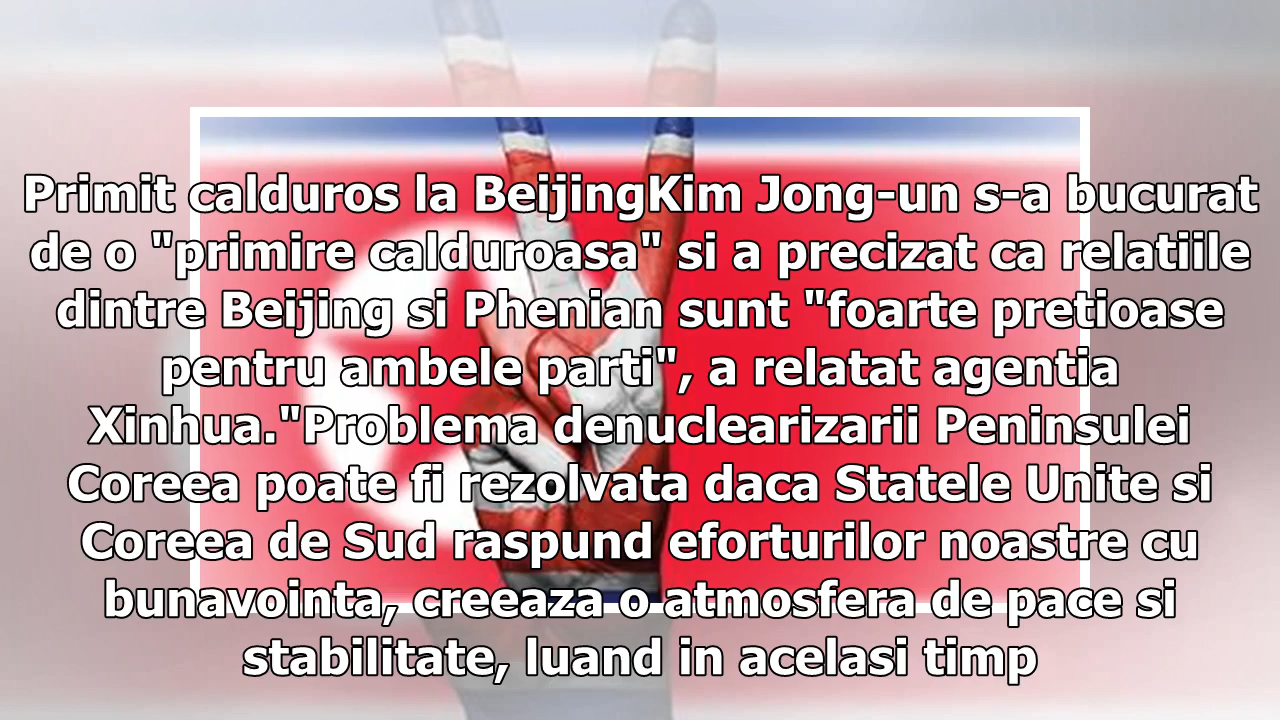 Primit calduros la BeijingKim Jong-un s-a bucurat
de o "primire calduroasa" si a precizat ca relatiile
dintre Beijing si Phenian sunt "foarte pretioase
pentru ambele parti", a relatat agentia
Xinhua."Problema denuclearizarii Peninsulei
Coreea poate fi rezolvata daca Statele Unite si
Coreea de Sud raspund eforturilor noastre cu
bunavointa, creeaza o atmosfera de pace si
stabilitate, luand in acelasi timp